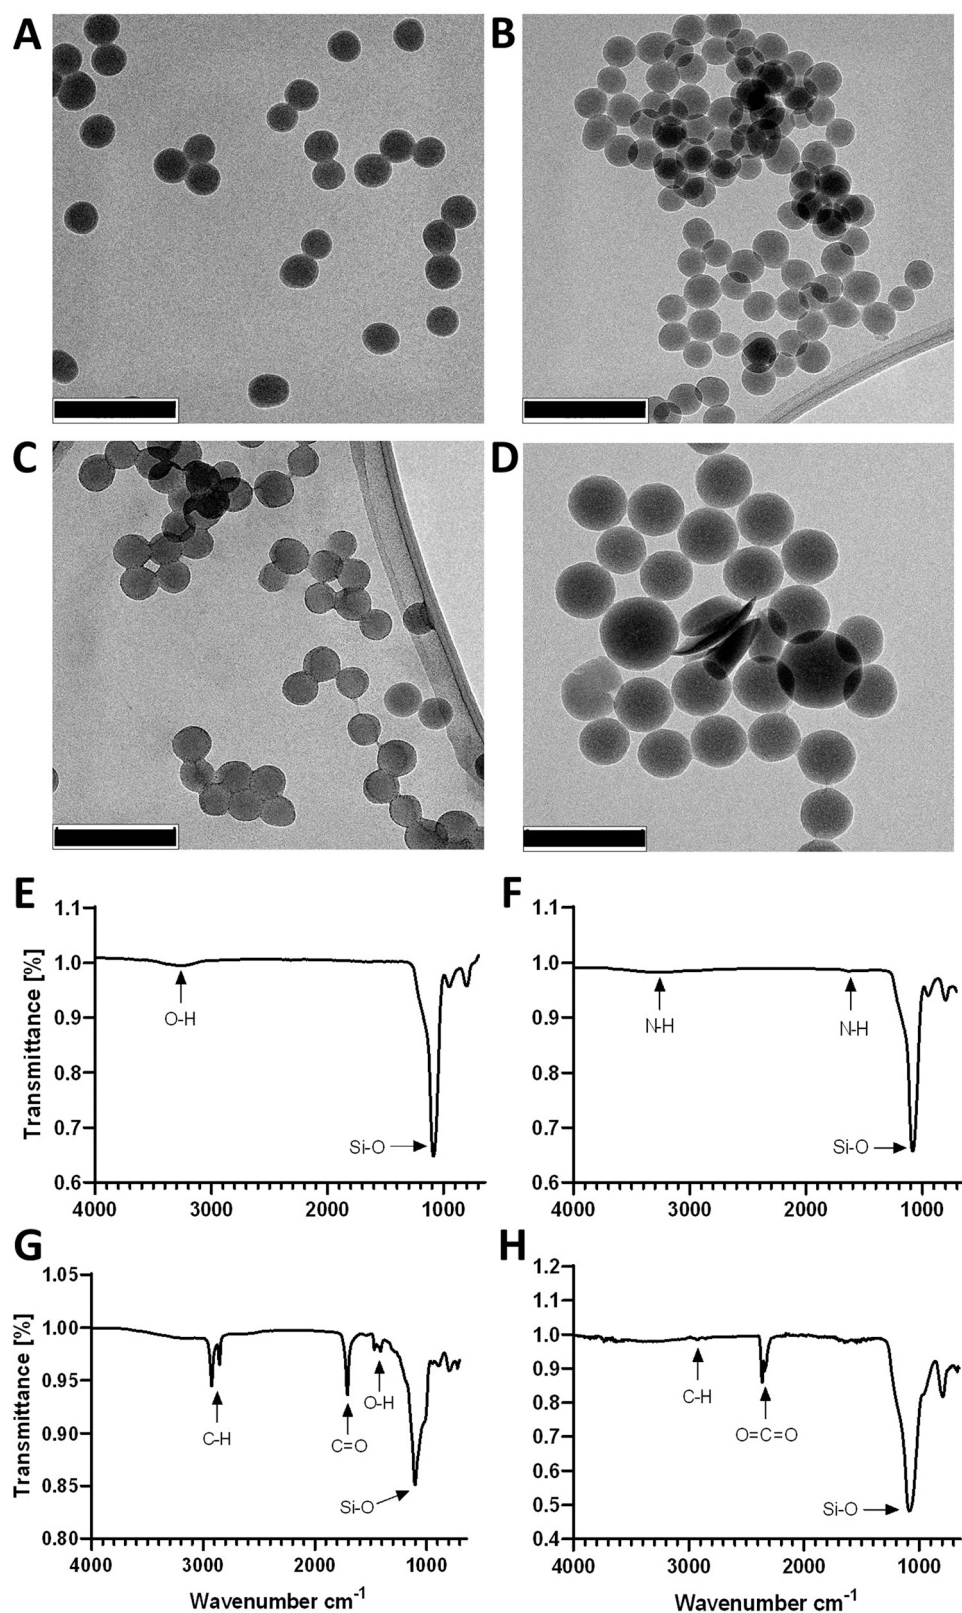 A
B
C
D
E
F
1.1
1.0
0.9
0.8
0.7
0.6
Transmittance [%]
O-H
Si-O
4000
3000
2000
1000
1.1
1.0
0.9
0.8
0.7
0.6
N-H
N-H
Si-O
4000
3000
2000
1000
G
H
1.05
1.00
0.95
0.90
0.85
0.80
Transmittance [%]
C-H
C=O
O-H
Si-O
4000
3000
2000
1000
Wavenumber cm-1
1.2
1.1
1.0
0.9
0.8
0.7
0.6
0.5
0.4
C-H
O=C=O
Si-O
4000
3000
2000
1000
Wavenumber cm-1